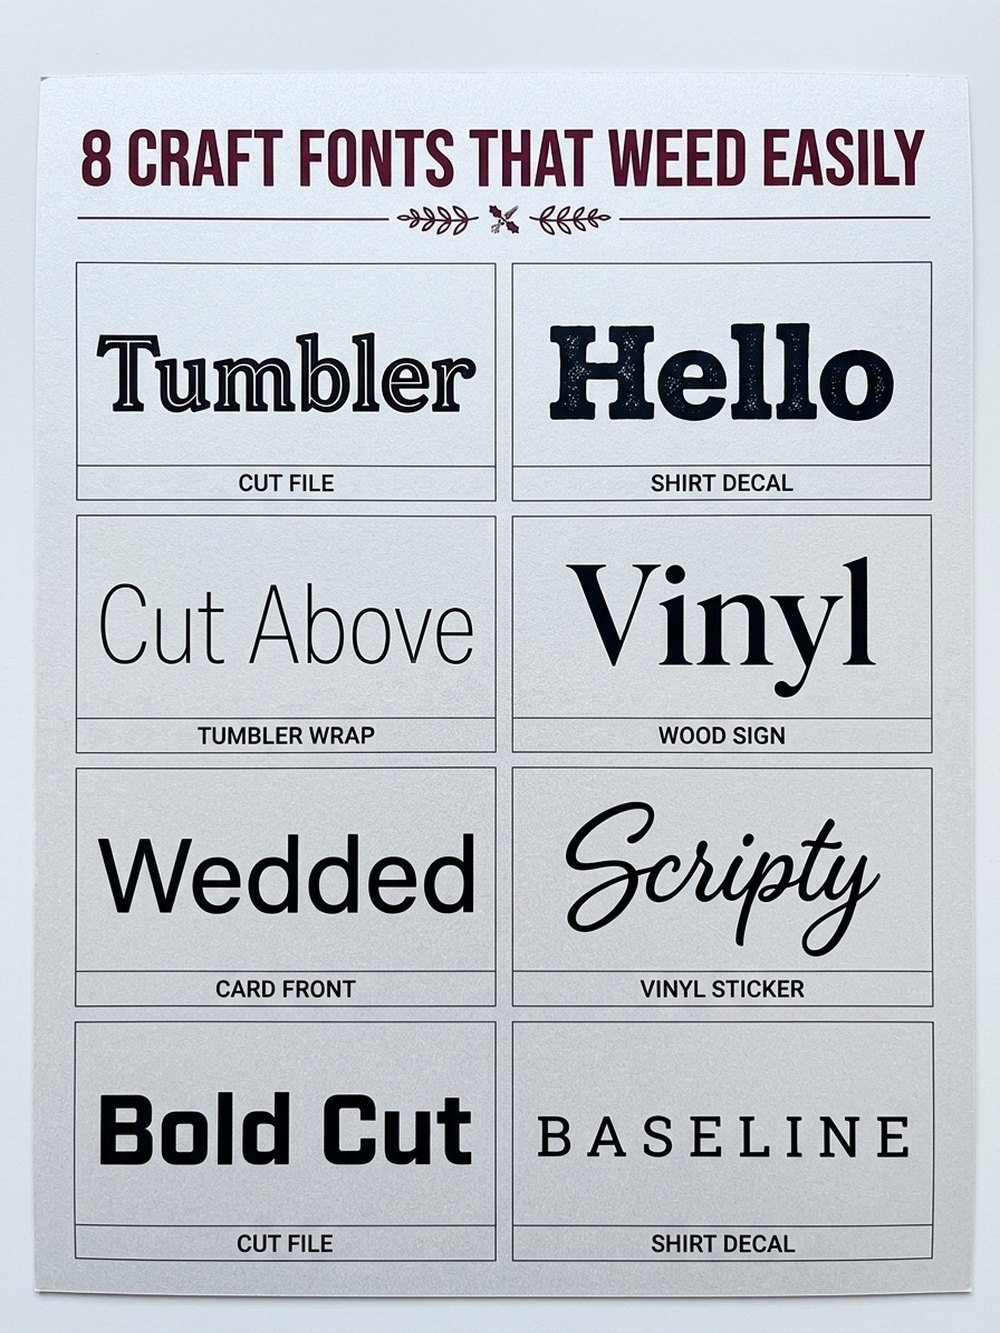 8 CRAFT FONTS THAT WEED EASILY
Tumbler
CUT FILE
Hello
SHIRT DECAL
Cut Above
TUMBLER WRAP
Vinyl
WOOD SIGN
Wedded
CARD FRONT
Scripty
VINYL STICKER
Bold Cut
CUT FILE
BASELINE
SHIRT DECAL